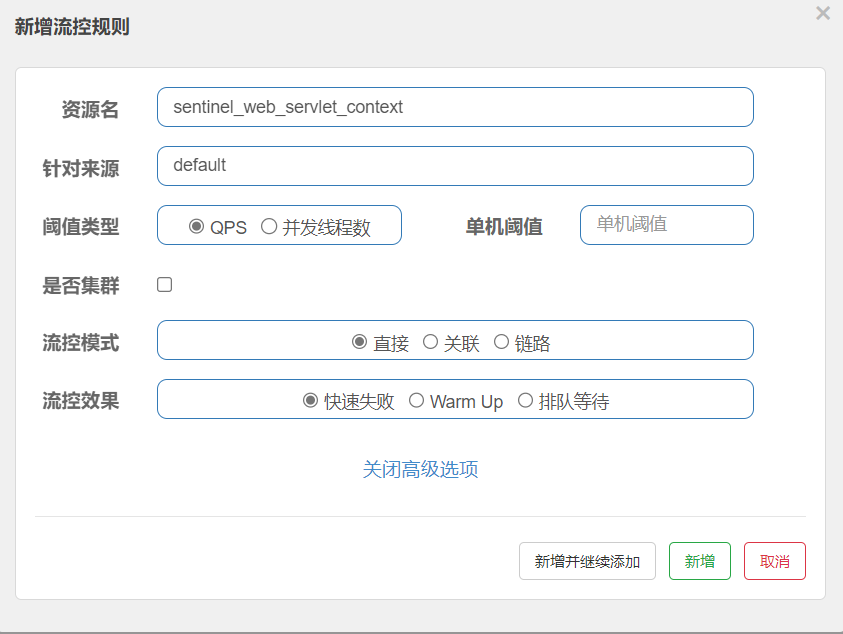 新增流控规则
资源名 sentinel_web_servlet_context
针对来源 default
阈值类型 QPS 并发线程数 单机阈值 单机阈值
是否集群
流控模式 直接 关联 链路
流控效果 快速失败 Warm Up 排队等待
关闭高级选项
新增并继续添加 新增 取消